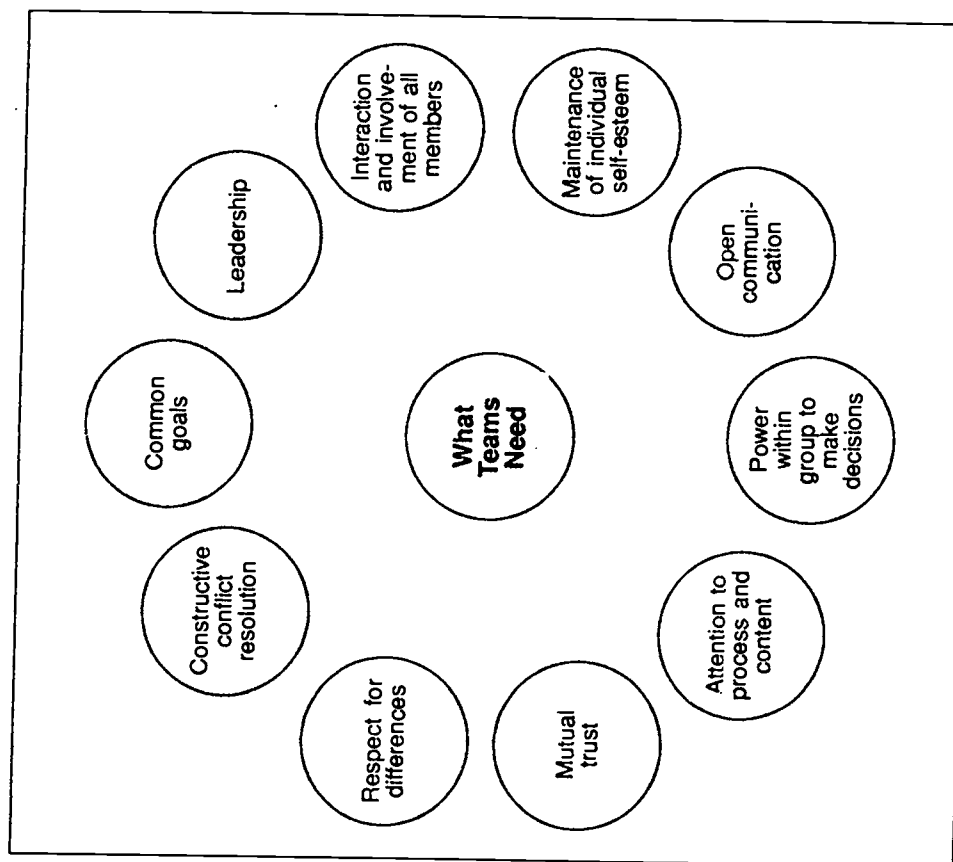 What
Teams
Need
Common
goals
Leadership
Interaction
and involve-
ment of all
members
Maintenance
of individual
self-esteem
Open
communi-
cation
Power
within
group to
make
decisions
Attention to
process and
content
Mutual
trust
Respect for
differences
Constructive
conflict
resolution